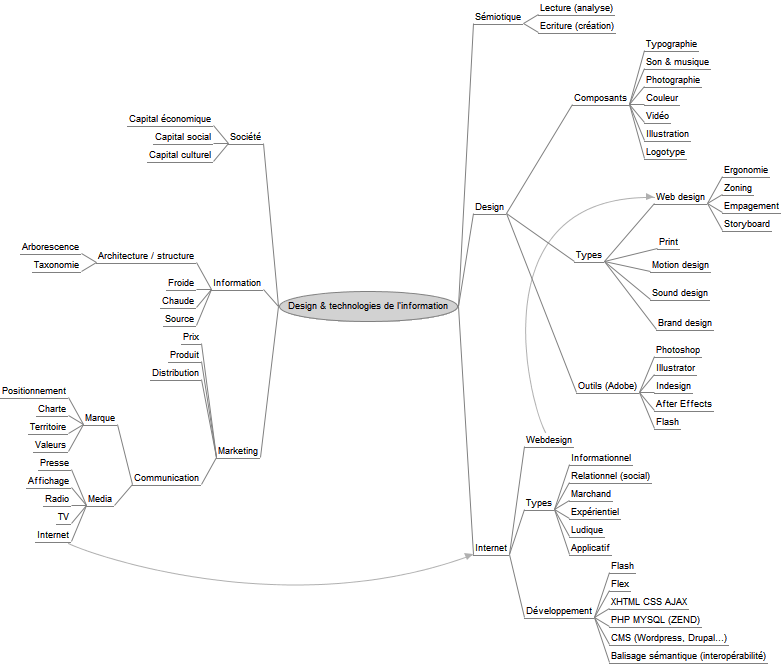 Design & technologies de l'information
Sémiotique
Lecture (analyse)
Ecriture (création)
Design
Composants
Typographie
Son & musique
Photographie
Couleur
Vidéo
Illustration
Logotype
Types
Web design
Ergonomie
Zoning
Empagement
Storyboard
Print
Motion design
Sound design
Brand design
Outils (Adobe)
Photoshop
Illustrator
Indesign
After Effects
Flash
Internet
Webdesign
Types
Informationnel
Relationnel (social)
Marchand
Expérientiel
Ludique
Applicatif
Développement
Flash
Flex
XHTML CSS AJAX
PHP MYSQL (ZEND)
CMS (Wordpress, Drupal...)
Balisage sémantique (interopérabilité)
Société
Capital économique
Capital social
Capital culturel
Information
Architecture / structure
Arborescence
Taxonomie
Froide
Chaude
Source
Marketing
Prix
Produit
Distribution
Communication
Marque
Positionnement
Charte
Territoire
Valeurs
Media
Presse
Affichage
Radio
TV
Internet